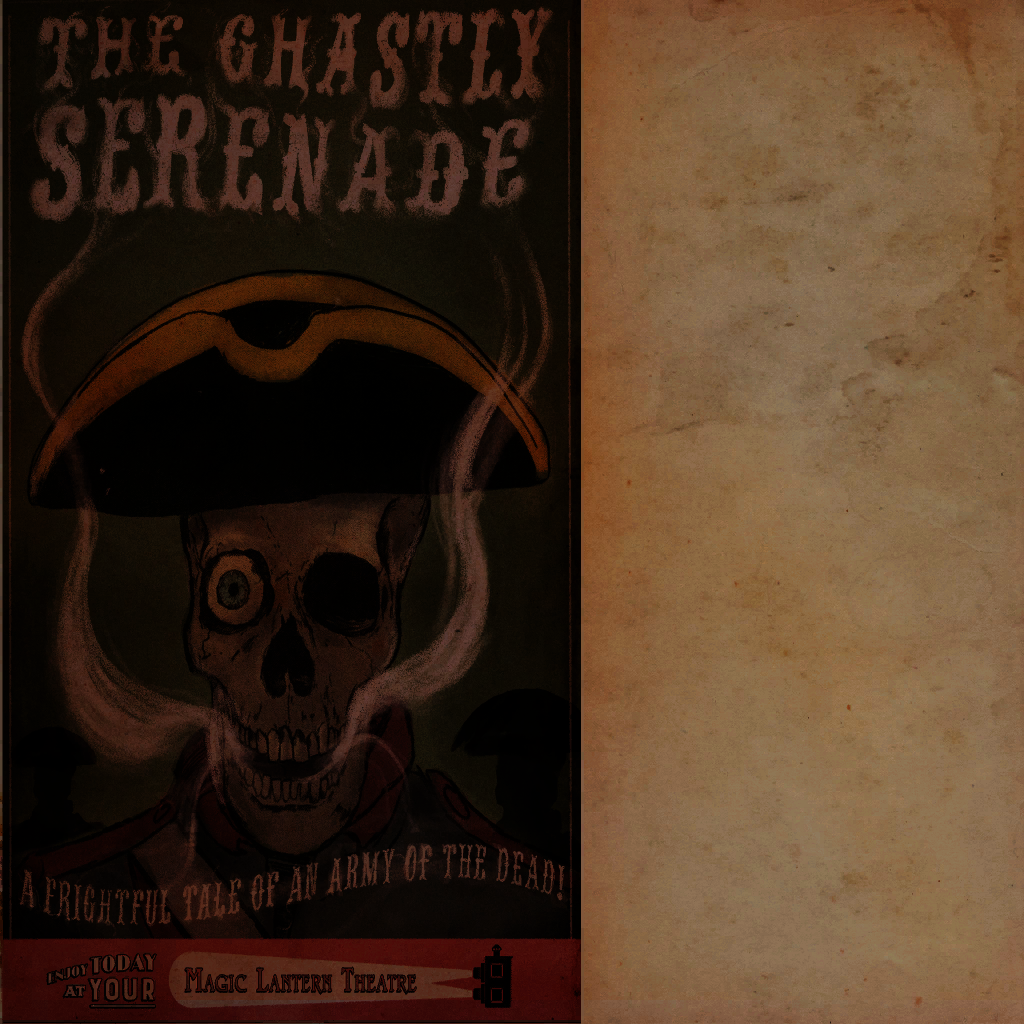 THE GHASTLY
SERENADE
A FRIGHTFUL TALE OF AN ARMY OF THE DEAD!
ENJOY TODAY
AT YOUR
MAGIC LANTERN THEATRE